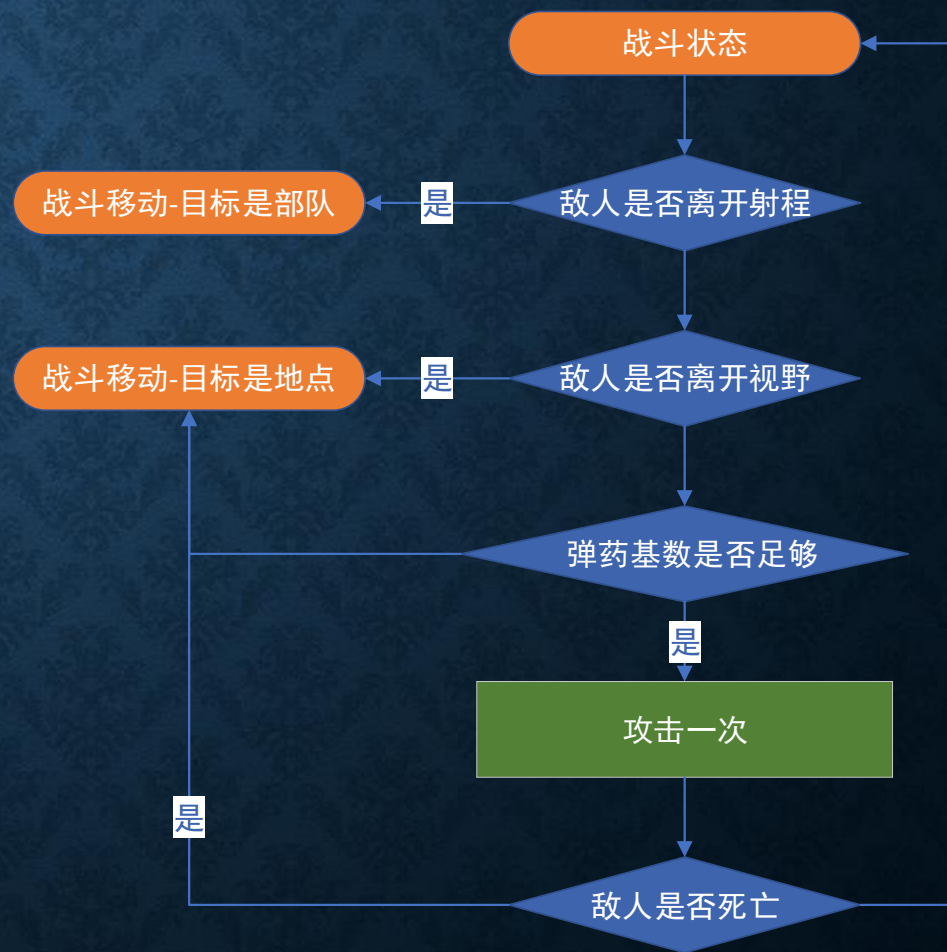 战斗状态
战斗移动-目标是部队
是
敌人是否离开射程
战斗移动-目标是地点
是
敌人是否离开视野
弹药基数是否足够
是
攻击一次
是
敌人是否死亡